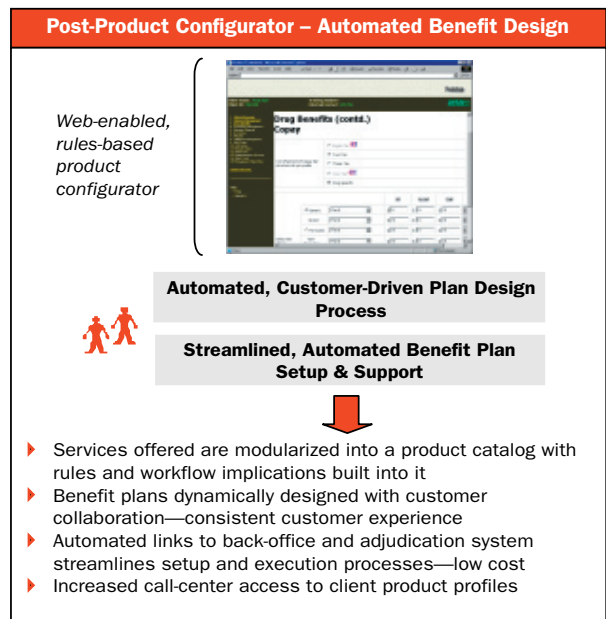 Post-Product Configurator – Automated Benefit Design
Web-enabled,
rules-based
product
configurator
Drug Benefits (contd.)
Copay
Automated, Customer-Driven Plan Design
Process
Streamlined, Automated Benefit Plan
Setup & Support
Services offered are modularized into a product catalog with
rules and workflow implications built into it
Benefit plans dynamically designed with customer
collaboration—consistent customer experience
Automated links to back-office and adjudication system
streamlines setup and execution processes—low cost
Increased call-center access to client product profiles